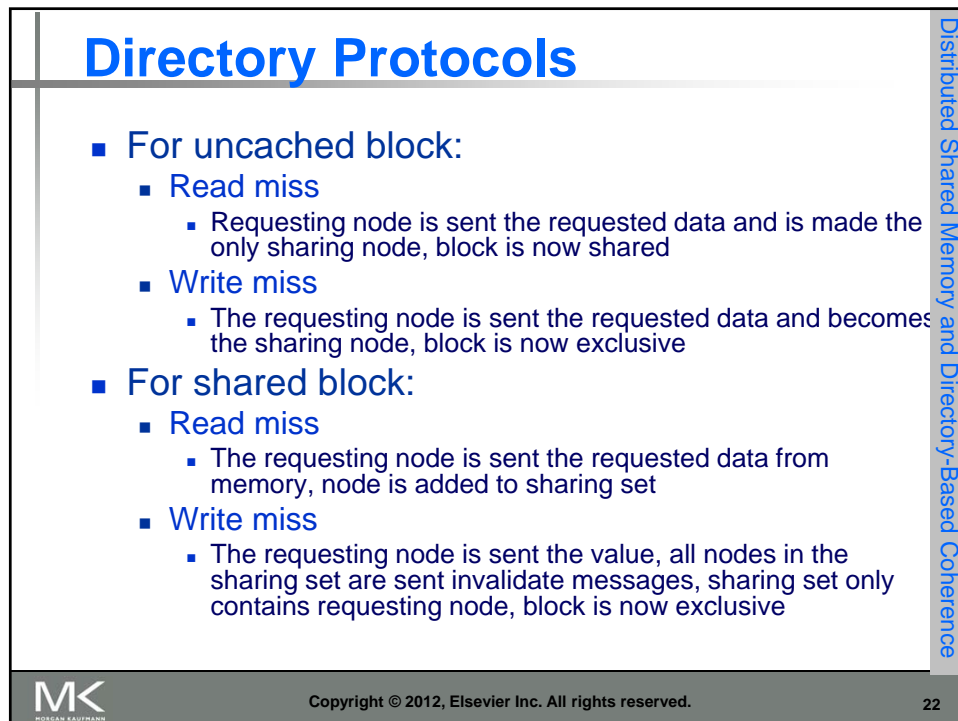 Directory Protocols
Distributed Shared Memory and Directory-Based Coherence
■ For uncached block:
■ Read miss
■ Requesting node is sent the requested data and is made the
only sharing node, block is now shared
■ Write miss
■ The requesting node is sent the requested data and becomes
the sharing node, block is now exclusive
■ For shared block:
■ Read miss
■ The requesting node is sent the requested data from
memory, node is added to sharing set
■ Write miss
■ The requesting node is sent the value, all nodes in the
sharing set are sent invalidate messages, sharing set only
contains requesting node, block is now exclusive
MK
MORGAN KAUFMANN
Copyright © 2012, Elsevier Inc. All rights reserved.
22